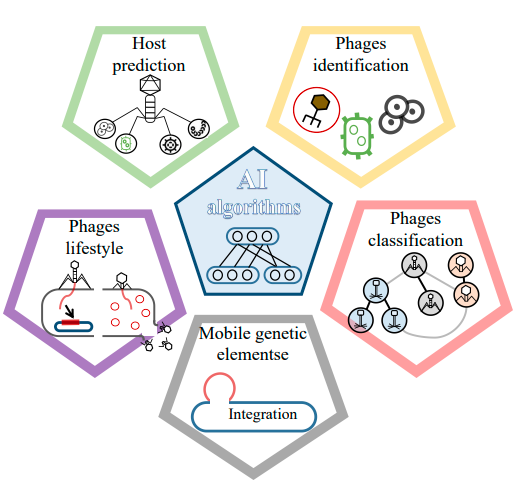 Host
prediction
Phages
identification
AI
algorithms
Phages
lifestyle
Phages
classification
Mobile genetic
elementse
Integration